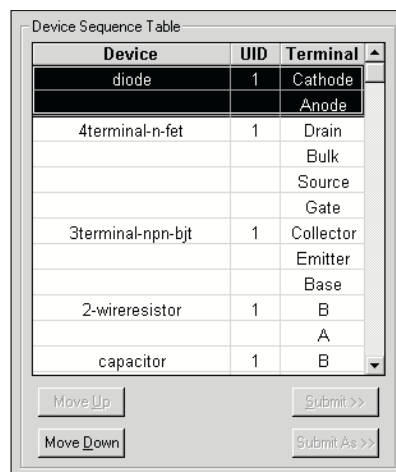 Device Sequence Table
Device UID Terminal
diode 1 Cathode
Anode
4terminal-n-fet 1 Drain
Bulk
Source
Gate
3terminal-npn-bjt 1 Collector
Emitter
Base
2-wireresistor 1 B
A
capacitor 1 B
Move Up Submit >>
Move Down Submit As >>